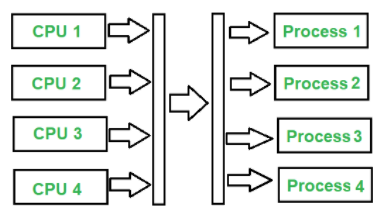 CPU 1
Process 1
CPU 2
Process 2
CPU 3
Process 3
CPU 4
Process 4